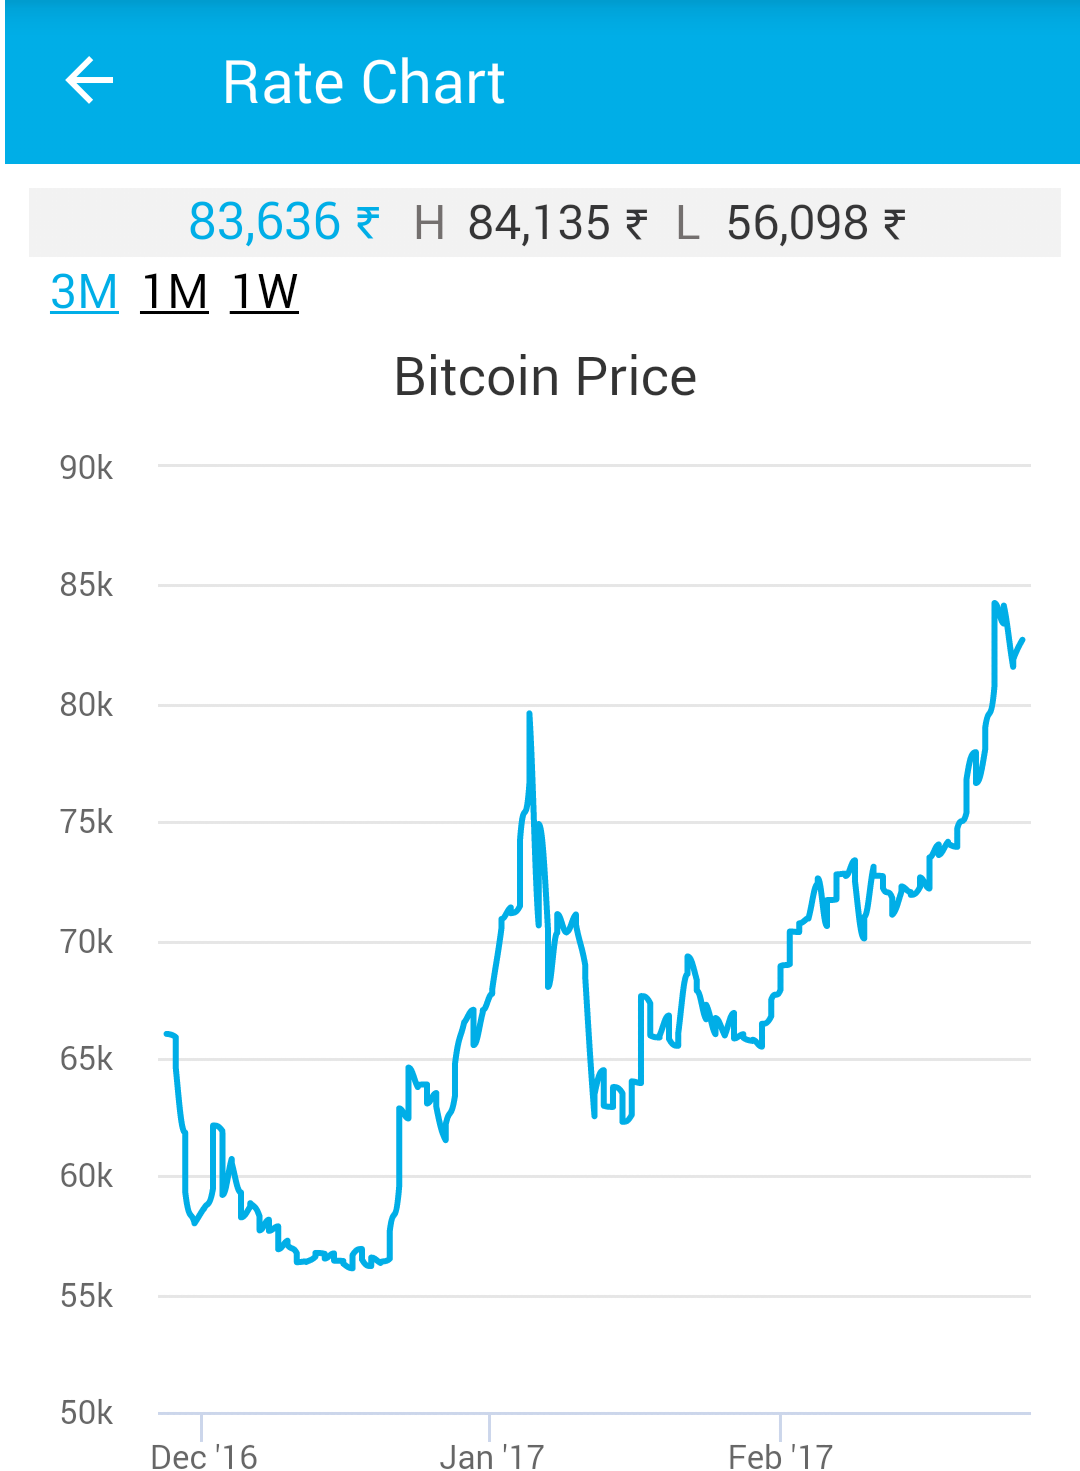 Rate Chart
83,636 ₹ H 84,135 ₹ L 56,098 ₹
3M 1M 1W
Bitcoin Price
90k
85k
80k
75k
70k
65k
60k
55k
50k
Dec '16 Jan '17 Feb '17